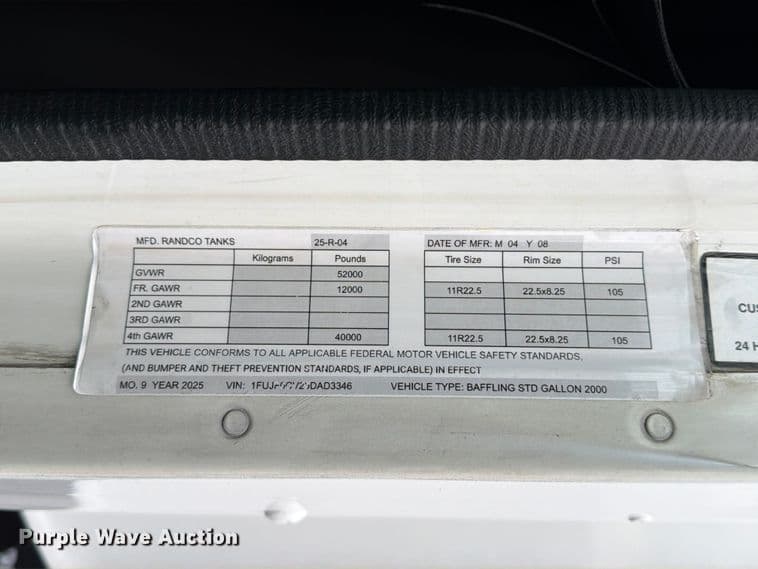 MFD. RANDCO TANKS 25-R-04 DATE OF MFR: M 04 Y 08
Kilograms Pounds Tire Size Rim Size PSI
GVWR 52000
FR. GAWR 12000 11R22.5 22.5x8.25 105
2ND GAWR
3RD GAWR
4th GAWR 40000 11R22.5 22.5x8.25 105
THIS VEHICLE CONFORMS TO ALL APPLICABLE FEDERAL MOTOR VEHICLE SAFETY STANDARDS,
(AND BUMPER AND THEFT PREVENTION STANDARDS, IF APPLICABLE) IN EFFECT
MO. 9 YEAR 2025 VIN: VEHICLE TYPE: BAFFLING STD GALLON 2000
24 H
Purple Wave Auction